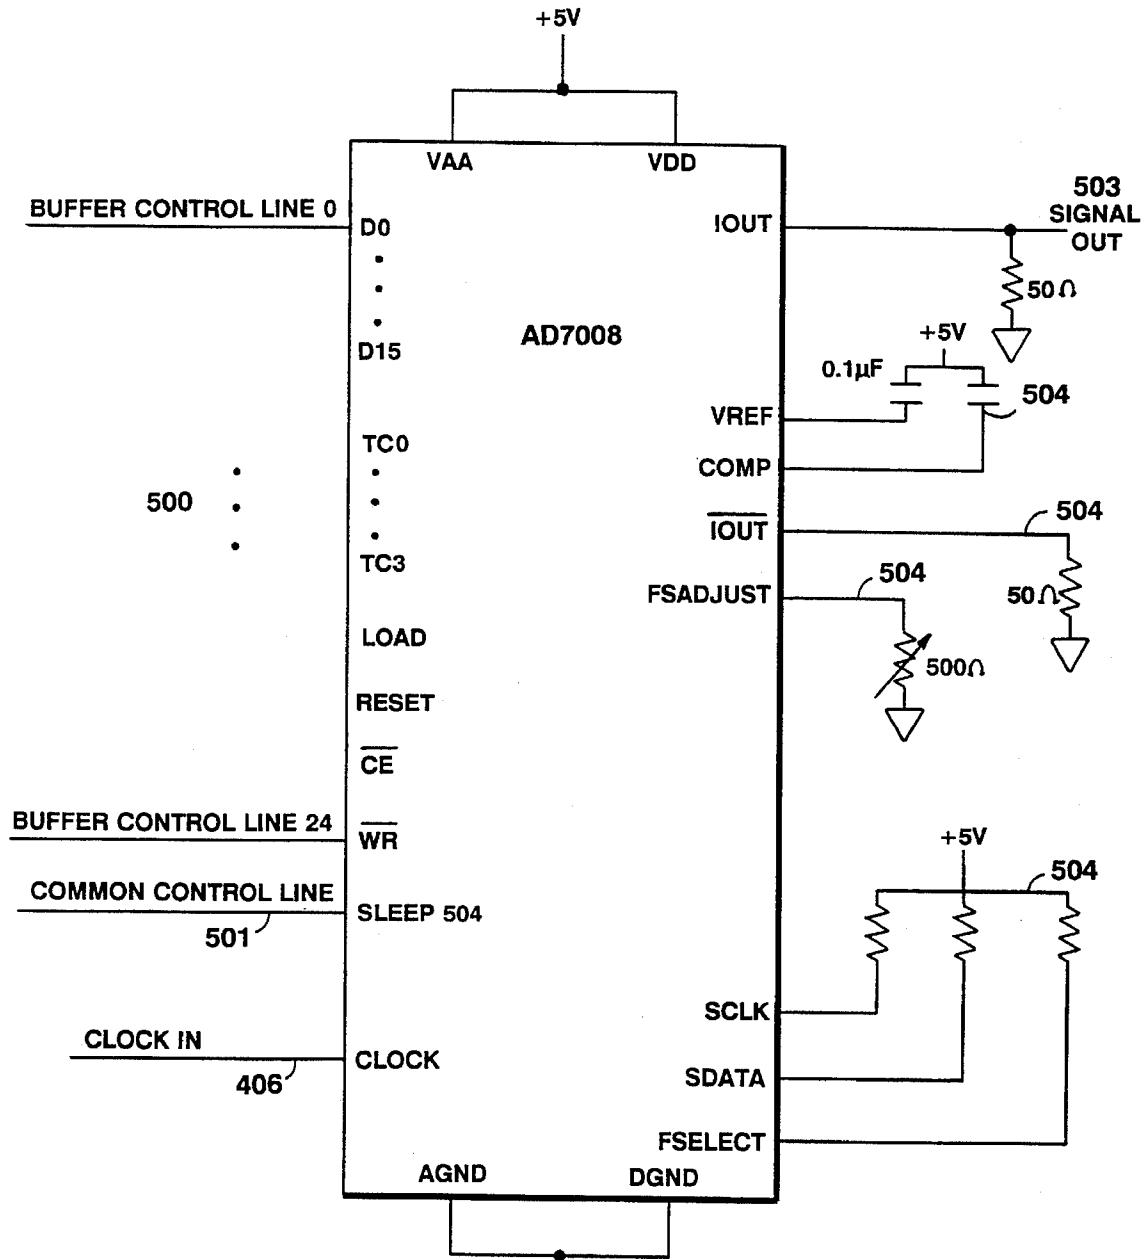 +5V
VAA
VDD
BUFFER CONTROL LINE 0
D0
D15
AD7008
IOUT
503
SIGNAL
OUT
50Ω
+5V
0.1µF
504
VREF
COMP
TC0
500
TC3
IOUT
504
50Ω
FSADJUST
504
500Ω
LOAD
RESET
CE
BUFFER CONTROL LINE 24
WR
COMMON CONTROL LINE
501
SLEEP 504
CLOCK IN
406
CLOCK
+5V
504
SCLK
SDATA
FSELECT
AGND
DGND